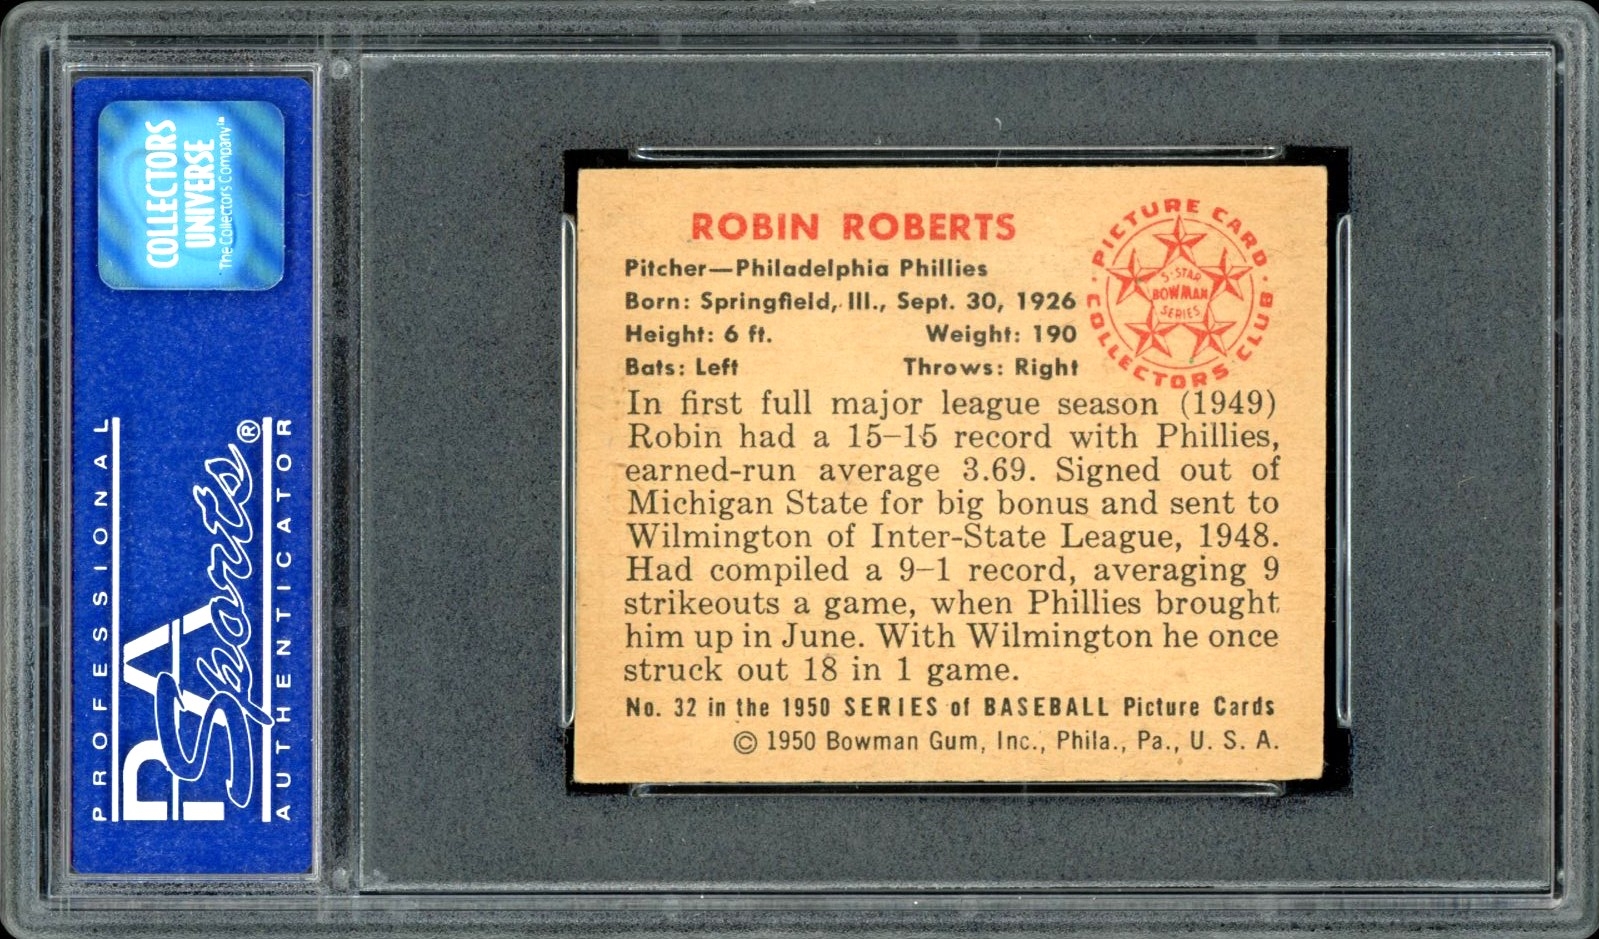 COLLECTORS
UNIVERSE
The Collectors Company℠
PROFESSIONAL
PSA
Sports®
AUTHENTICATOR
ROBIN ROBERTS
Pitcher—Philadelphia Phillies
Born: Springfield, Ill., Sept. 30, 1926
Height: 6 ft. Weight: 190
Bats: Left Throws: Right
PICTURE CARD
COLLECTORS CLUB
5-STAR
BOWMAN
SERIES
In first full major league season (1949)
Robin had a 15–15 record with Phillies,
earned-run average 3.69. Signed out of
Michigan State for big bonus and sent to
Wilmington of Inter-State League, 1948.
Had compiled a 9–1 record, averaging 9
strikeouts a game, when Phillies brought
him up in June. With Wilmington he once
struck out 18 in 1 game.
No. 32 in the 1950 SERIES of BASEBALL Picture Cards
© 1950 Bowman Gum, Inc., Phila., Pa., U. S. A.